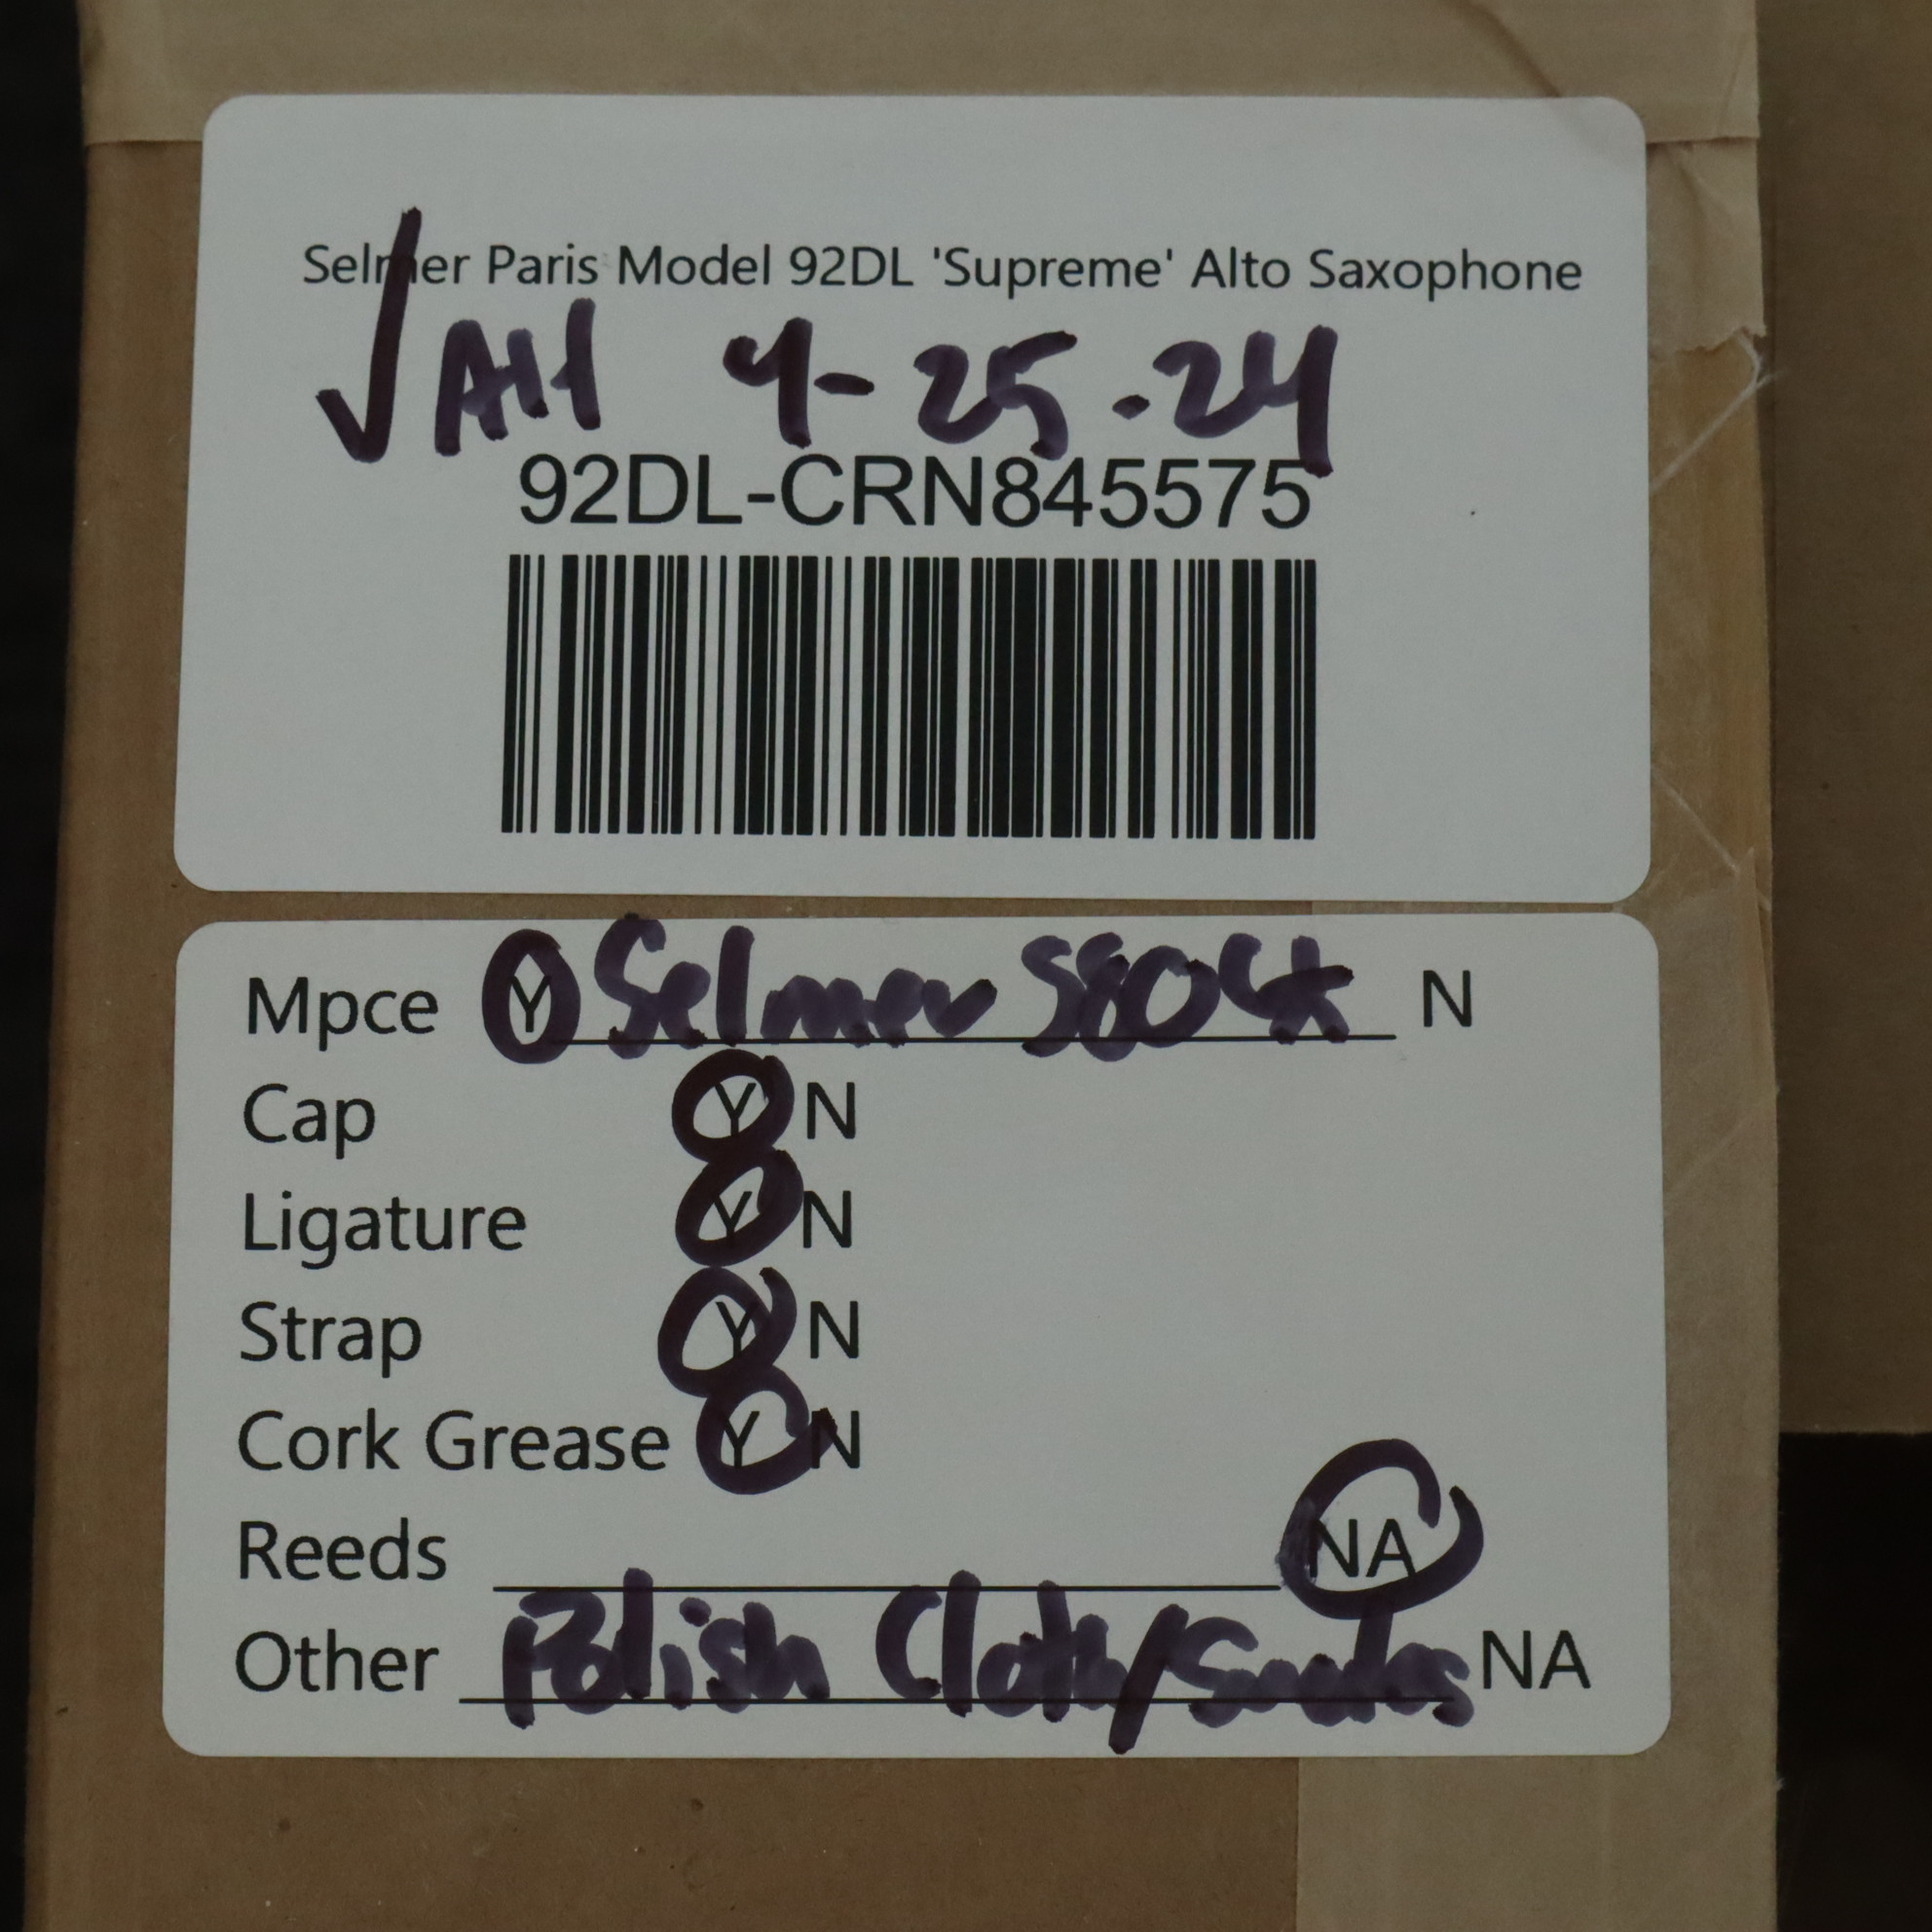 Selmer Paris Model 92DL 'Supreme' Alto Saxophone
✓ AH 4-25-24
92DL-CRN845575
Mpce Y Selmer S80 C* N
Cap Y N
Ligature Y N
Strap Y N
Cork Grease Y N
Reeds NA
Other Polish Cloth/Swabs NA